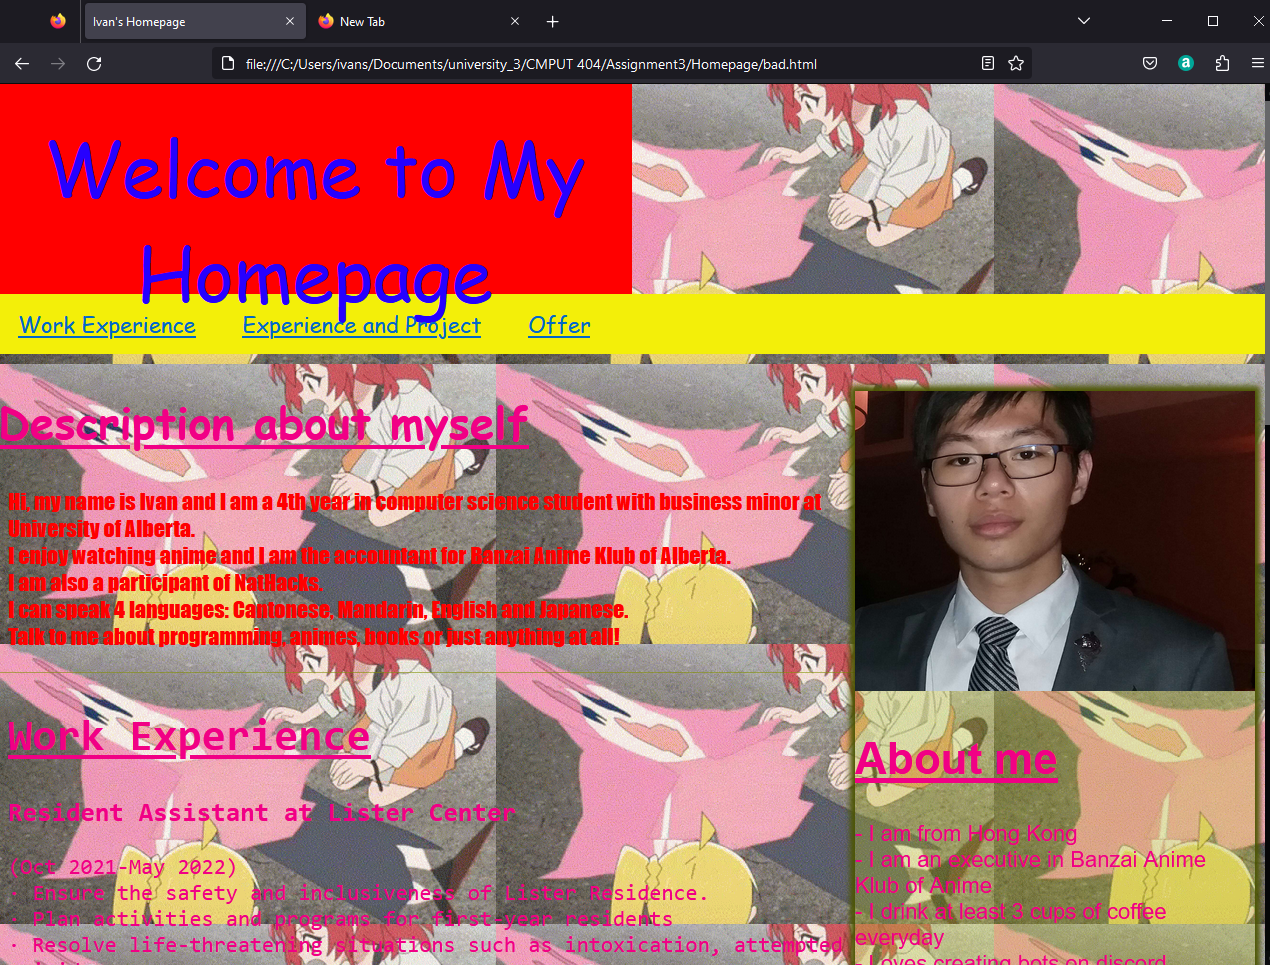 Ivan's Homepage
New Tab
file:///C:/Users/ivans/Documents/university_3/CMPUT 404/Assignment3/Homepage/bad.html
Welcome to My
Homepage
Work Experience Experience and Project Offer
Description about myself
Hi, my name is Ivan and I am a 4th year in computer science student with business minor at
University of Alberta.
I enjoy watching anime and I am the accountant for Banzai Anime Klub of Alberta.
I am also a participant of NatHacks.
I can speak 4 languages: Cantonese, Mandarin, English and Japanese.
Talk to me about programming, animes, books or just anything at all!
Work Experience
Resident Assistant at Lister Center
(Oct 2021-May 2022)
· Ensure the safety and inclusiveness of Lister Residence.
· Plan activities and programs for first-year residents
· Resolve life-threatening situations such as intoxication, attempted
About me
- I am from Hong Kong
- I am an executive in Banzai Anime
Klub of Anime
- I drink at least 3 cups of coffee
everyday
- Loves creating bots on discord